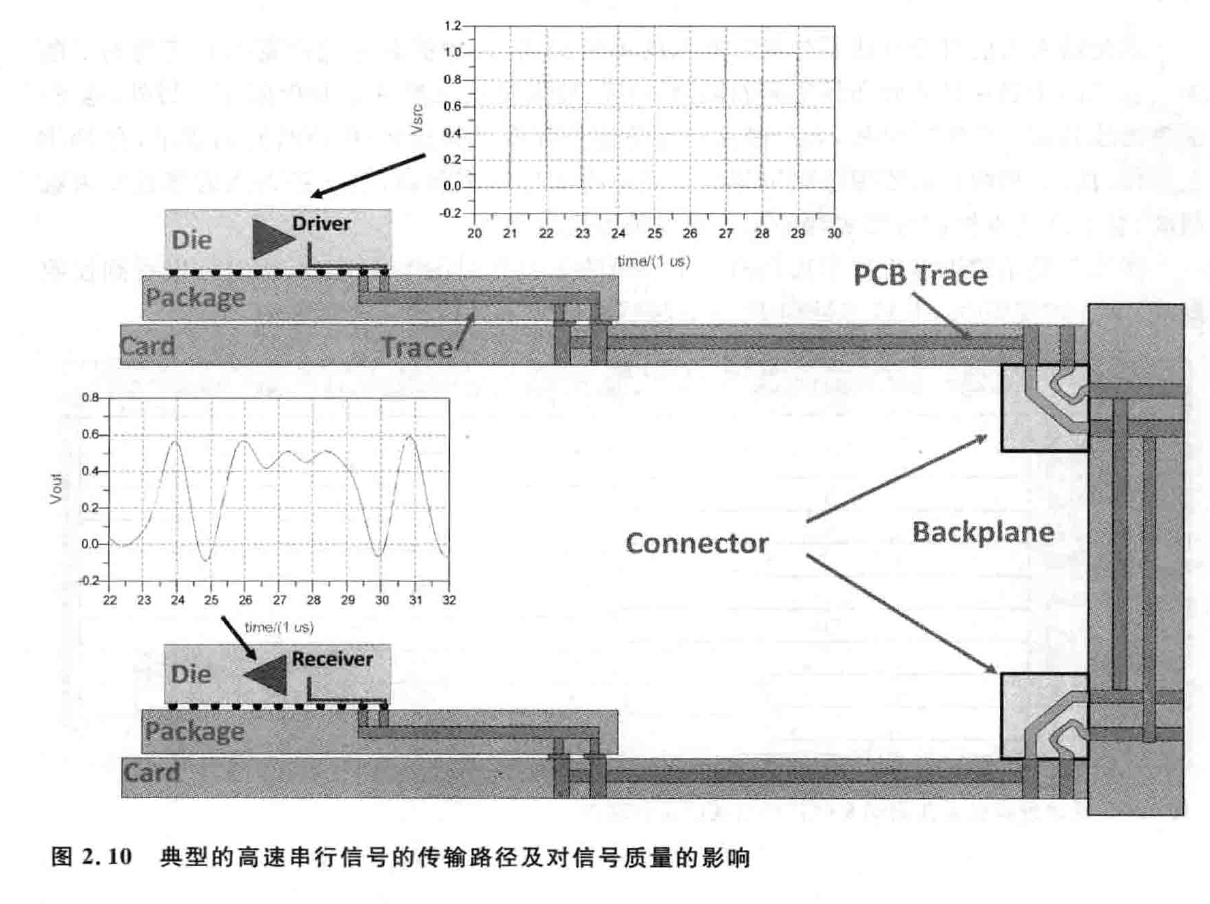 1.2
1.0
0.8
0.6
0.4
0.2
0.0
-0.2
Vsrc
20 21 22 23 24 25 26 27 28 29 30
time/(1 us)
Die
Driver
Package
Card
Trace
PCB Trace
0.8
0.6
0.4
0.2
0.0
-0.2
Vout
22 23 24 25 26 27 28 29 30 31 32
time/(1 us)
Connector
Backplane
Die
Receiver
Package
Card
图 2.10 典型的高速串行信号的传输路径及对信号质量的影响